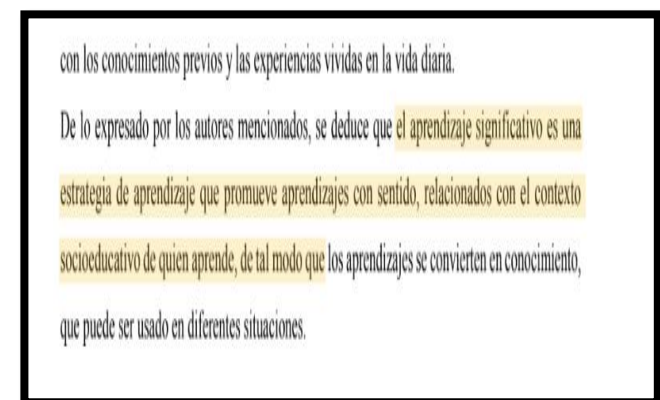 con los conocimientos previos y las experiencias vividas en la vida diaria.
De lo expresado por los autores mencionados, se deduce que el aprendizaje significativo es una
estrategia de aprendizaje que promueve aprendizajes con sentido, relacionados con el contexto
socioeducativo de quien aprende, de tal modo que los aprendizajes se convierten en conocimiento,
que puede ser usado en diferentes situaciones.